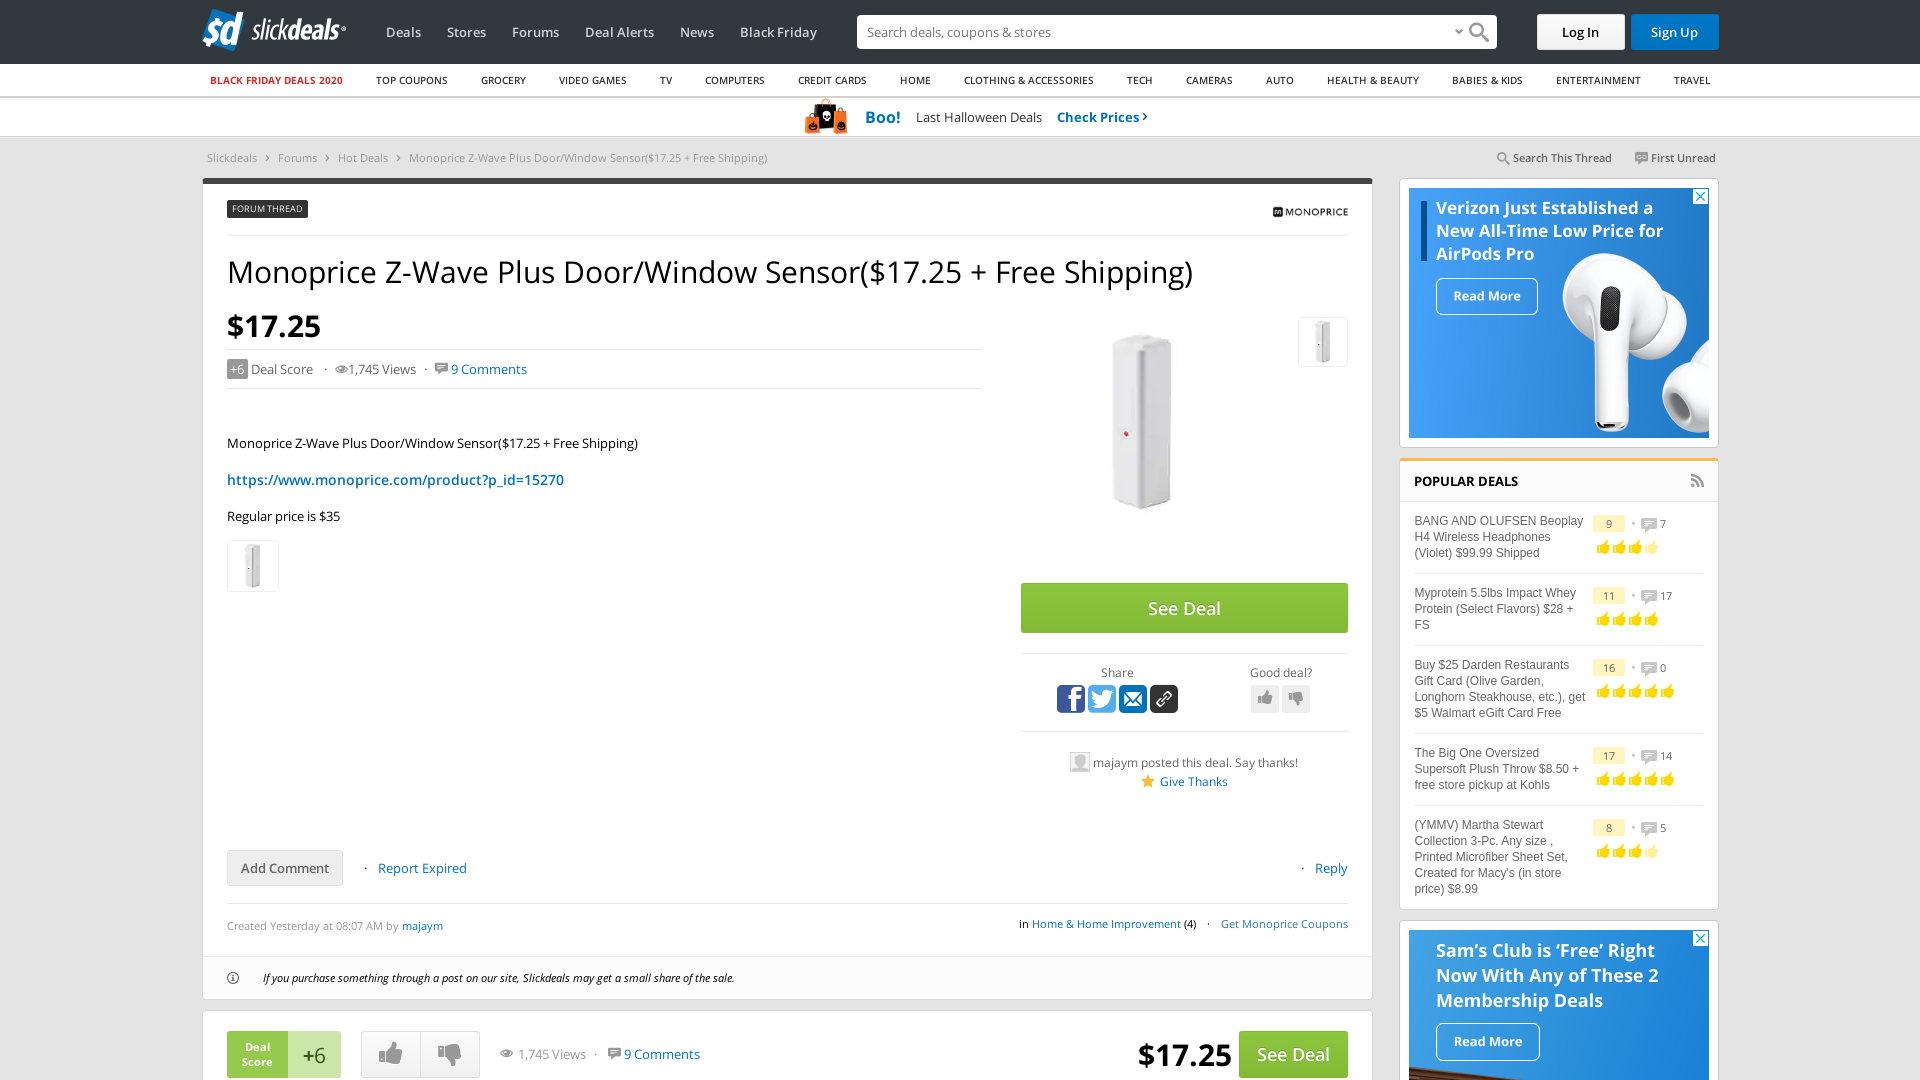 sd slickdeals
Deals
Stores
Forums
Deal Alerts
News
Black Friday
Search deals, coupons & stores
Log In
Sign Up
BLACK FRIDAY DEALS 2020
TOP COUPONS
GROCERY
VIDEO GAMES
TV
COMPUTERS
CREDIT CARDS
HOME
CLOTHING & ACCESSORIES
TECH
CAMERAS
AUTO
HEALTH & BEAUTY
BABIES & KIDS
ENTERTAINMENT
TRAVEL
Boo! Last Halloween Deals Check Prices ›
Slickdeals › Forums › Hot Deals › Monoprice Z-Wave Plus Door/Window Sensor($17.25 + Free Shipping)
Search This Thread
First Unread
FORUM THREAD
MONOPRICE
Monoprice Z-Wave Plus Door/Window Sensor($17.25 + Free Shipping)
$17.25
+6 Deal Score · 1,745 Views · 9 Comments
Monoprice Z-Wave Plus Door/Window Sensor($17.25 + Free Shipping)
https://www.monoprice.com/product?p_id=15270
Regular price is $35
See Deal
Share
Good deal?
majaym posted this deal. Say thanks!
Give Thanks
Add Comment
· Report Expired
· Reply
Created Yesterday at 08:07 AM by majaym
in Home & Home Improvement (4) · Get Monoprice Coupons
If you purchase something through a post on our site, Slickdeals may get a small share of the sale.
Deal
Score
+6
1,745 Views · 9 Comments
$17.25
See Deal
Verizon Just Established a
New All-Time Low Price for
AirPods Pro
Read More
POPULAR DEALS
BANG AND OLUFSEN Beoplay
H4 Wireless Headphones
(Violet) $99.99 Shipped
9 · 7
Myprotein 5.5lbs Impact Whey
Protein (Select Flavors) $28 +
FS
11 · 17
Buy $25 Darden Restaurants
Gift Card (Olive Garden,
Longhorn Steakhouse, etc.), get
$5 Walmart eGift Card Free
16 · 0
The Big One Oversized
Supersoft Plush Throw $8.50 +
free store pickup at Kohls
17 · 14
(YMMV) Martha Stewart
Collection 3-Pc. Any size ,
Printed Microfiber Sheet Set,
Created for Macy's (in store
price) $8.99
8 · 5
Sam's Club is ‘Free’ Right
Now With Any of These 2
Membership Deals
Read More